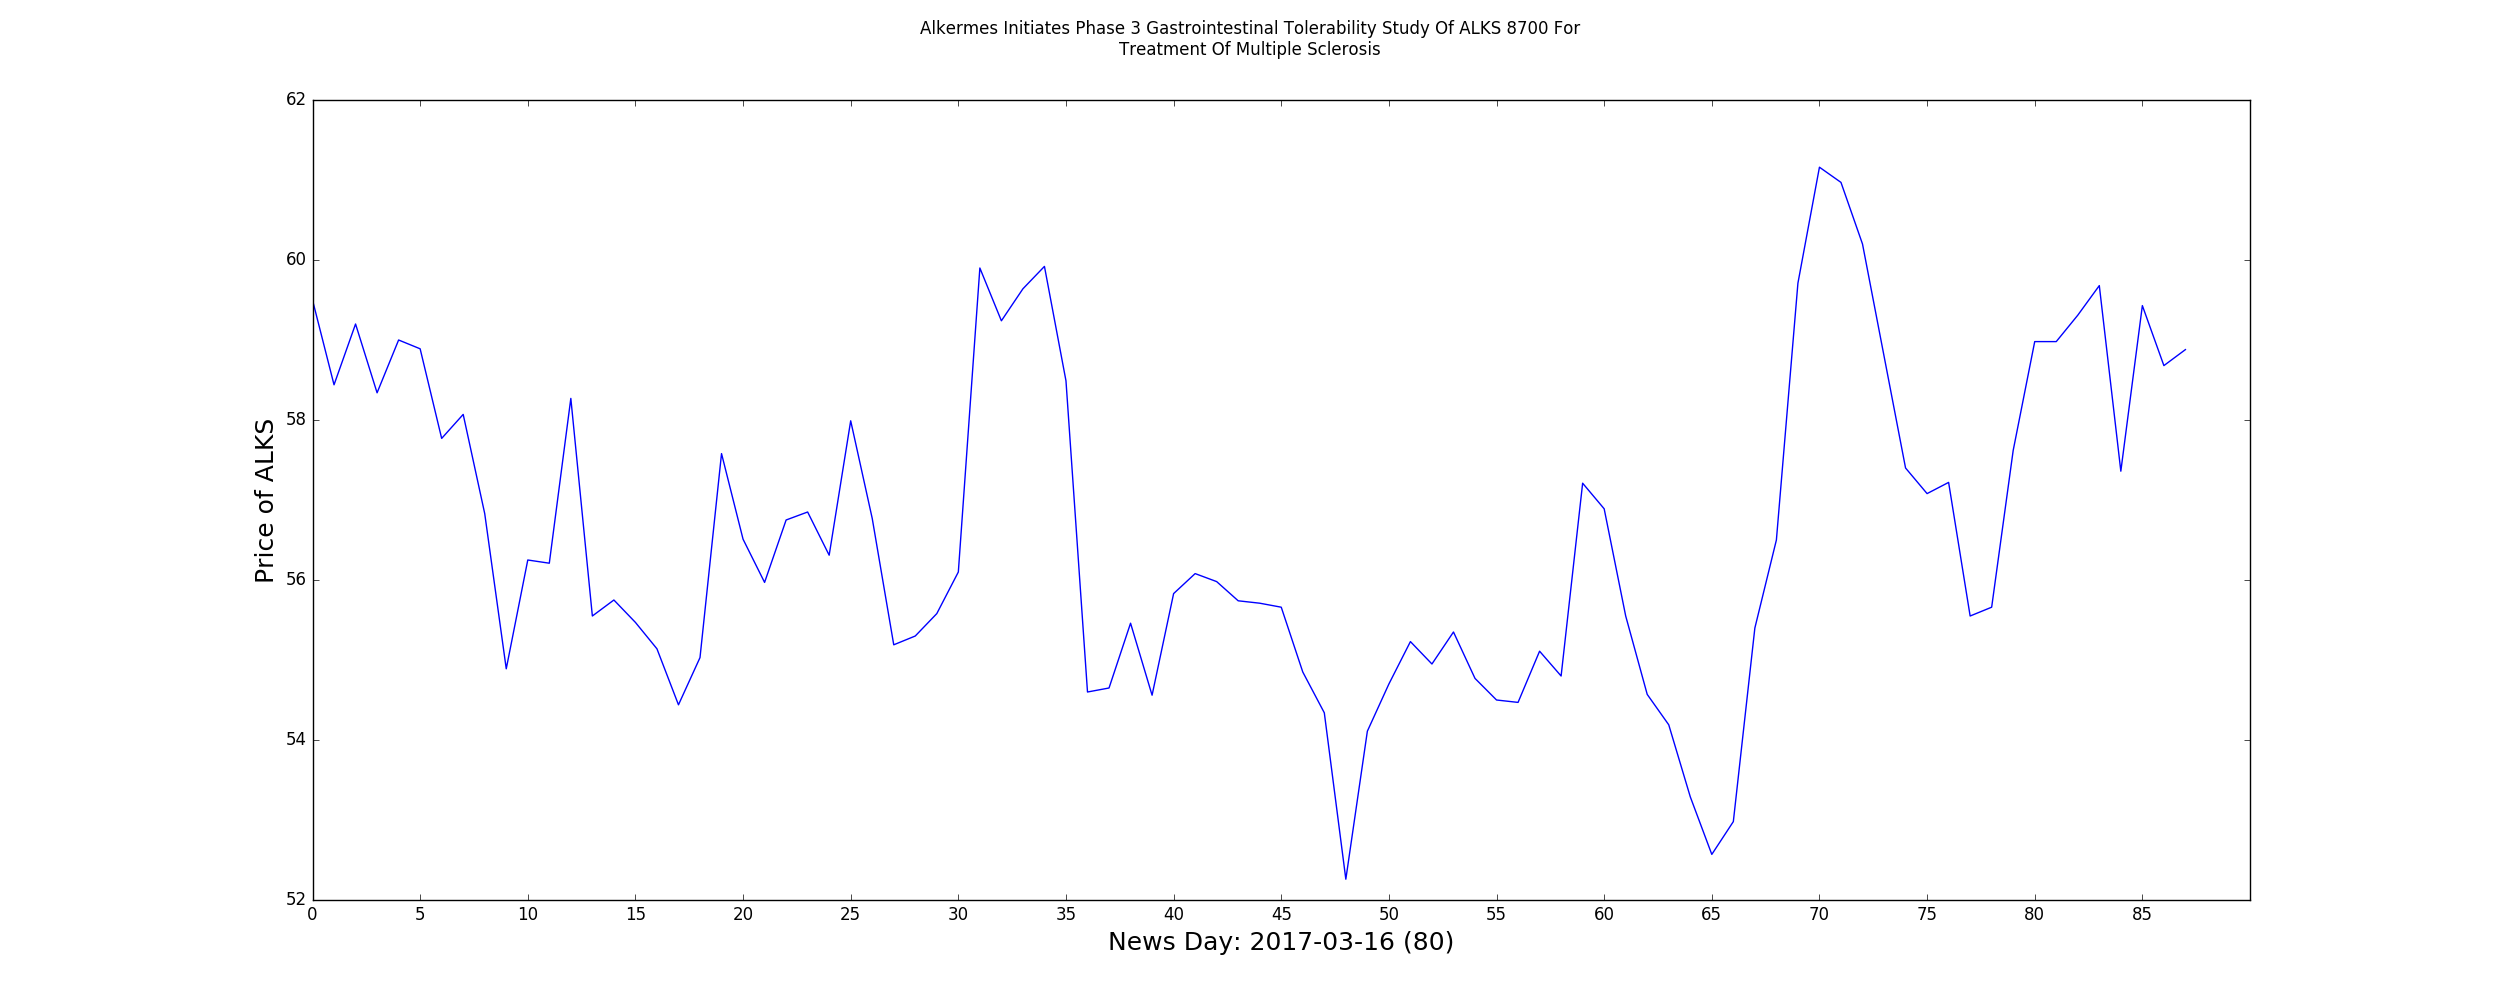 Alkermes Initiates Phase 3 Gastrointestinal Tolerability Study Of ALKS 8700 For
Treatment Of Multiple Sclerosis
62
60
58
56
54
52
Price of ALKS
0 5 10 15 20 25 30 35 40 45 50 55 60 65 70 75 80 85
News Day: 2017-03-16 (80)